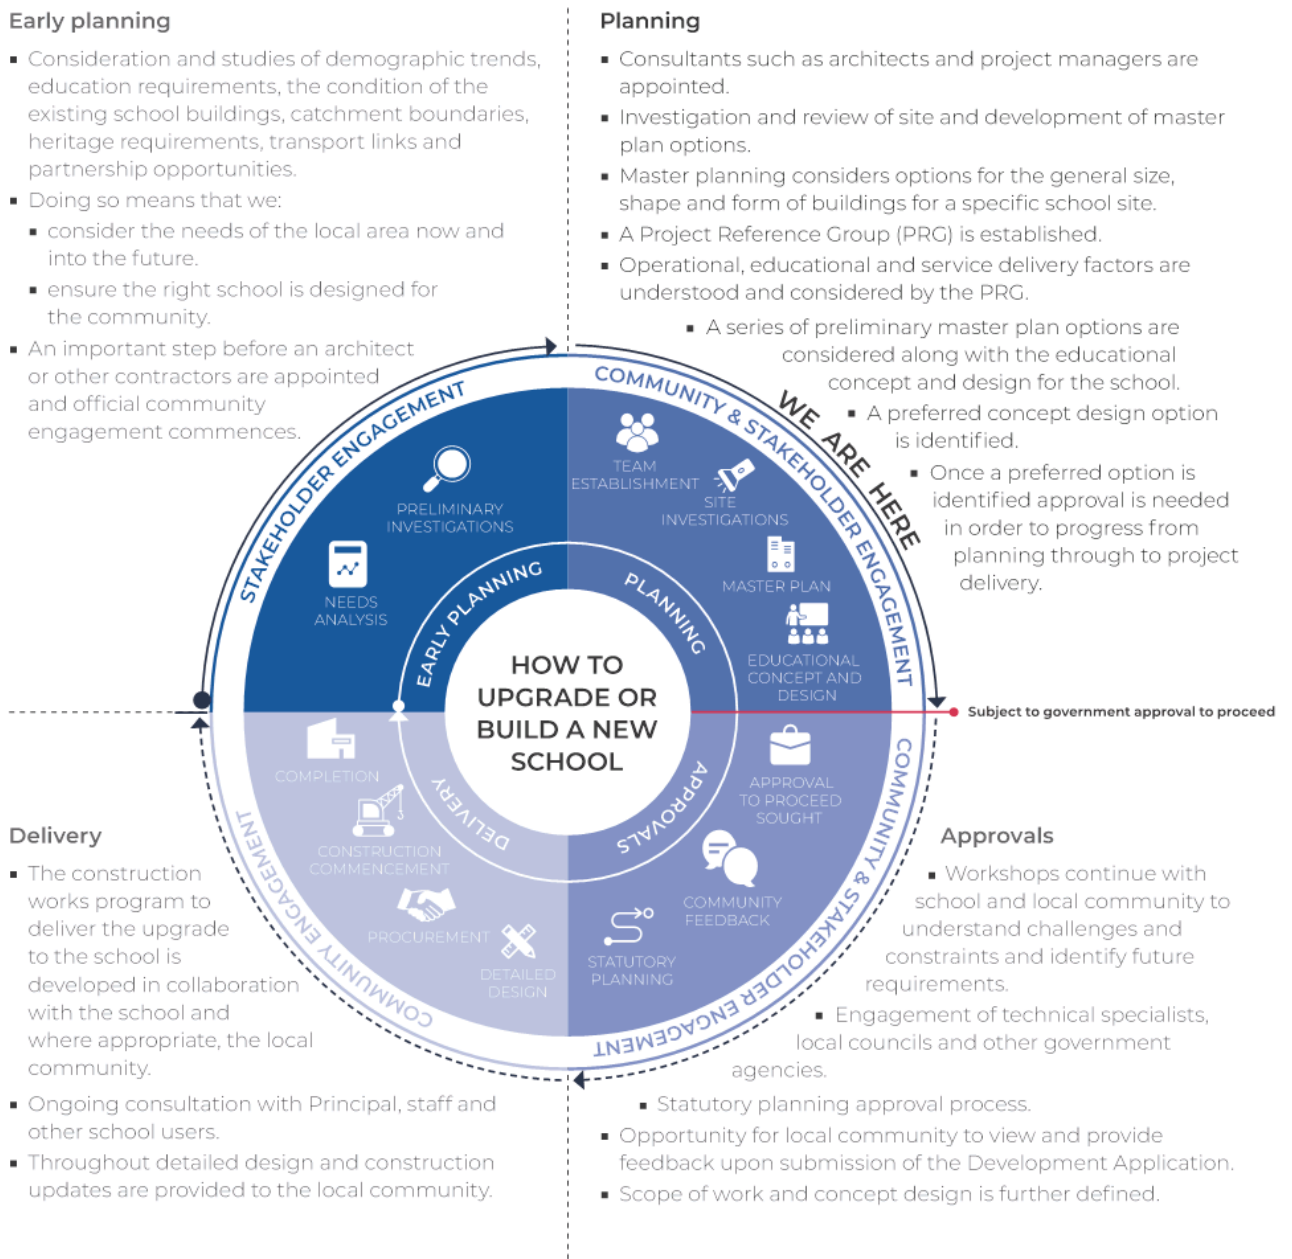 Early planning
▪ Consideration and studies of demographic trends,
education requirements, the condition of the
existing school buildings, catchment boundaries,
heritage requirements, transport links and
partnership opportunities.
▪ Doing so means that we:
▪ consider the needs of the local area now and
into the future.
▪ ensure the right school is designed for
the community.
▪ An important step before an architect
or other contractors are appointed
and official community
engagement commences.
Planning
▪ Consultants such as architects and project managers are
appointed.
▪ Investigation and review of site and development of master
plan options.
▪ Master planning considers options for the general size,
shape and form of buildings for a specific school site.
▪ A Project Reference Group (PRG) is established.
▪ Operational, educational and service delivery factors are
understood and considered by the PRG.
▪ A series of preliminary master plan options are
considered along with the educational
concept and design for the school.
▪ A preferred concept design option
is identified.
▪ Once a preferred option is
identified approval is needed
in order to progress from
planning through to project
delivery.
WE ARE HERE
STAKEHOLDER ENGAGEMENT
PRELIMINARY
INVESTIGATIONS
NEEDS
ANALYSIS
EARLY PLANNING
COMMUNITY & STAKEHOLDER ENGAGEMENT
TEAM
ESTABLISHMENT
SITE
INVESTIGATIONS
MASTER PLAN
EDUCATIONAL
CONCEPT AND
DESIGN
PLANNING
HOW TO
UPGRADE OR
BUILD A NEW
SCHOOL
Subject to government approval to proceed
APPROVAL
TO PROCEED
SOUGHT
COMMUNITY
FEEDBACK
STATUTORY
PLANNING
APPROVALS
COMMUNITY & STAKEHOLDER ENGAGEMENT
COMPLETION
CONSTRUCTION
COMMENCEMENT
PROCUREMENT
DETAILED
DESIGN
DELIVERY
COMMUNITY ENGAGEMENT
Delivery
▪ The construction
works program to
deliver the upgrade
to the school is
developed in collaboration
with the school and
where appropriate, the local
community.
▪ Ongoing consultation with Principal, staff and
other school users.
▪ Throughout detailed design and construction
updates are provided to the local community.
Approvals
▪ Workshops continue with
school and local community to
understand challenges and
constraints and identify future
requirements.
▪ Engagement of technical specialists,
local councils and other government
agencies.
▪ Statutory planning approval process.
▪ Opportunity for local community to view and provide
feedback upon submission of the Development Application.
▪ Scope of work and concept design is further defined.